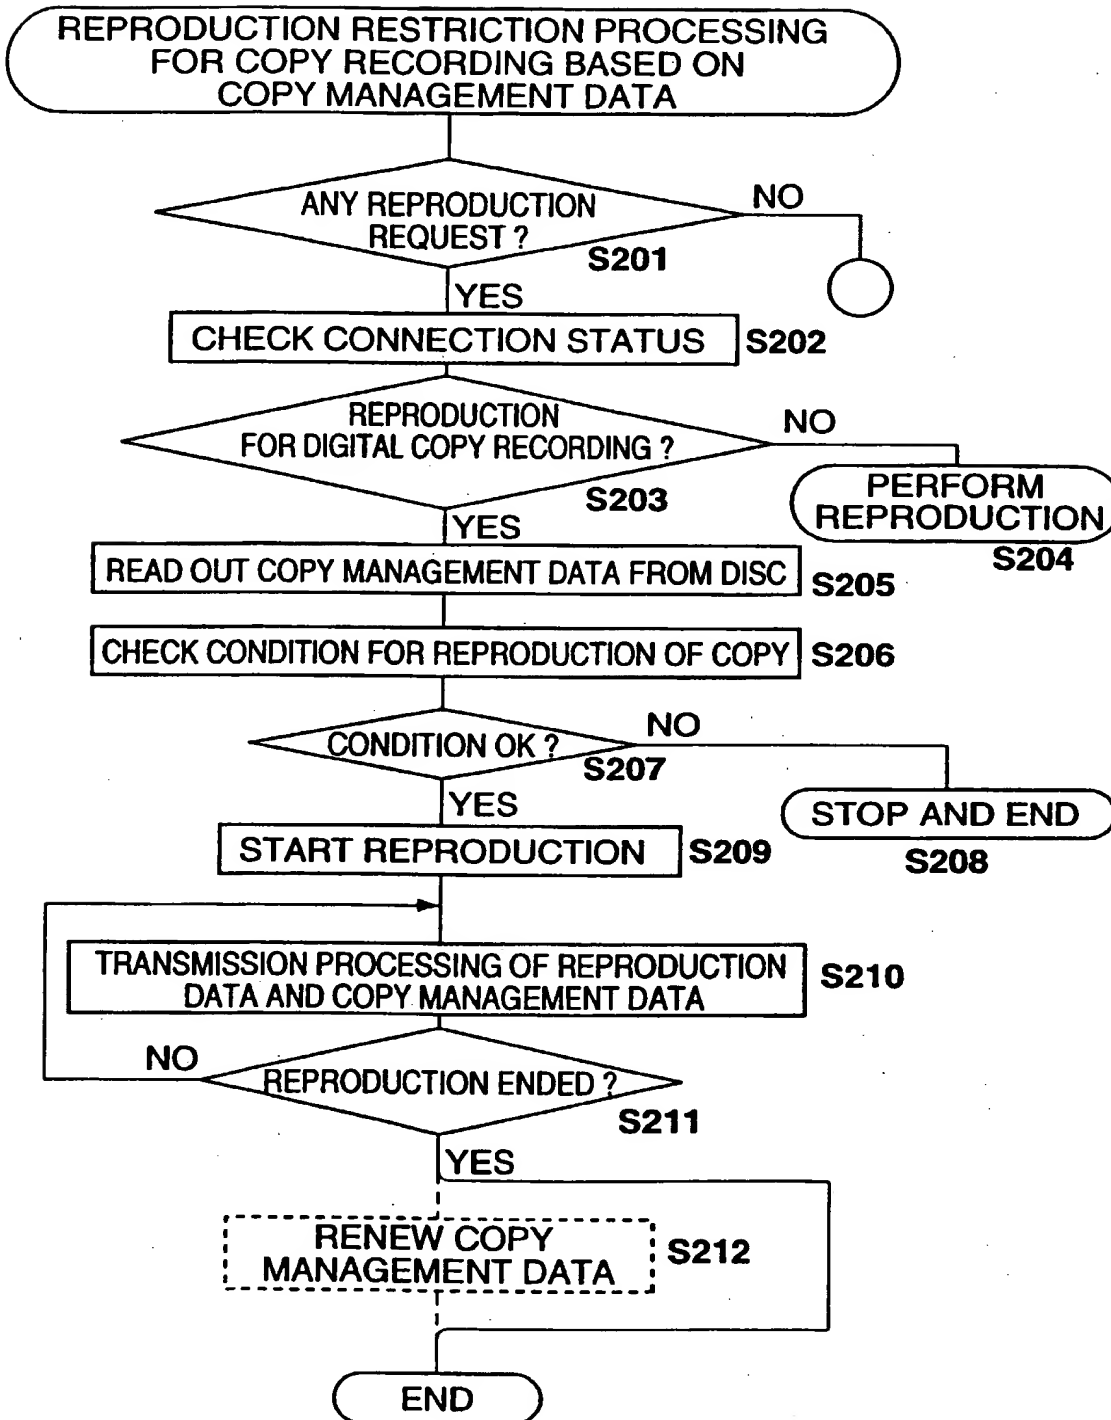 REPRODUCTION RESTRICTION PROCESSING
FOR COPY RECORDING BASED ON
COPY MANAGEMENT DATA
ANY REPRODUCTION
REQUEST ?
S201
NO
YES
CHECK CONNECTION STATUS
S202
REPRODUCTION
FOR DIGITAL COPY RECORDING ?
S203
NO
PERFORM
REPRODUCTION
S204
YES
READ OUT COPY MANAGEMENT DATA FROM DISC
S205
CHECK CONDITION FOR REPRODUCTION OF COPY
S206
CONDITION OK ?
S207
NO
STOP AND END
S208
YES
START REPRODUCTION
S209
TRANSMISSION PROCESSING OF REPRODUCTION
DATA AND COPY MANAGEMENT DATA
S210
NO
REPRODUCTION ENDED ?
S211
YES
RENEW COPY
MANAGEMENT DATA
S212
END